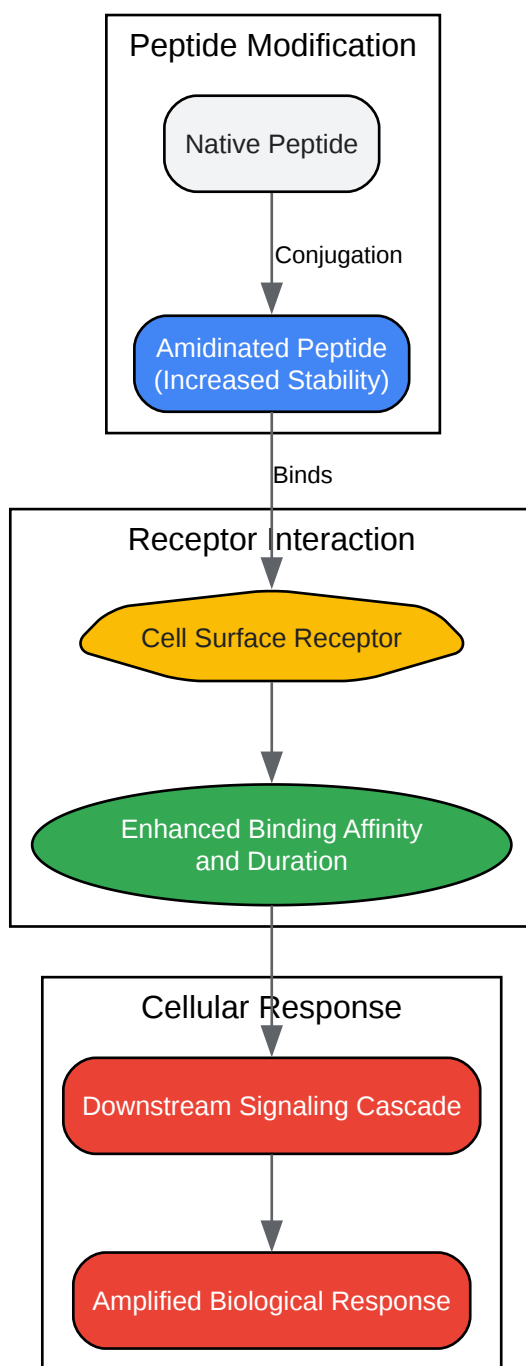 Peptide Modification
Native Peptide
Conjugation
Amidinated Peptide
(Increased Stability)
Binds
Receptor Interaction
Cell Surface Receptor
Enhanced Binding Affinity
and Duration
Cellular Response
Downstream Signaling Cascade
Amplified Biological Response